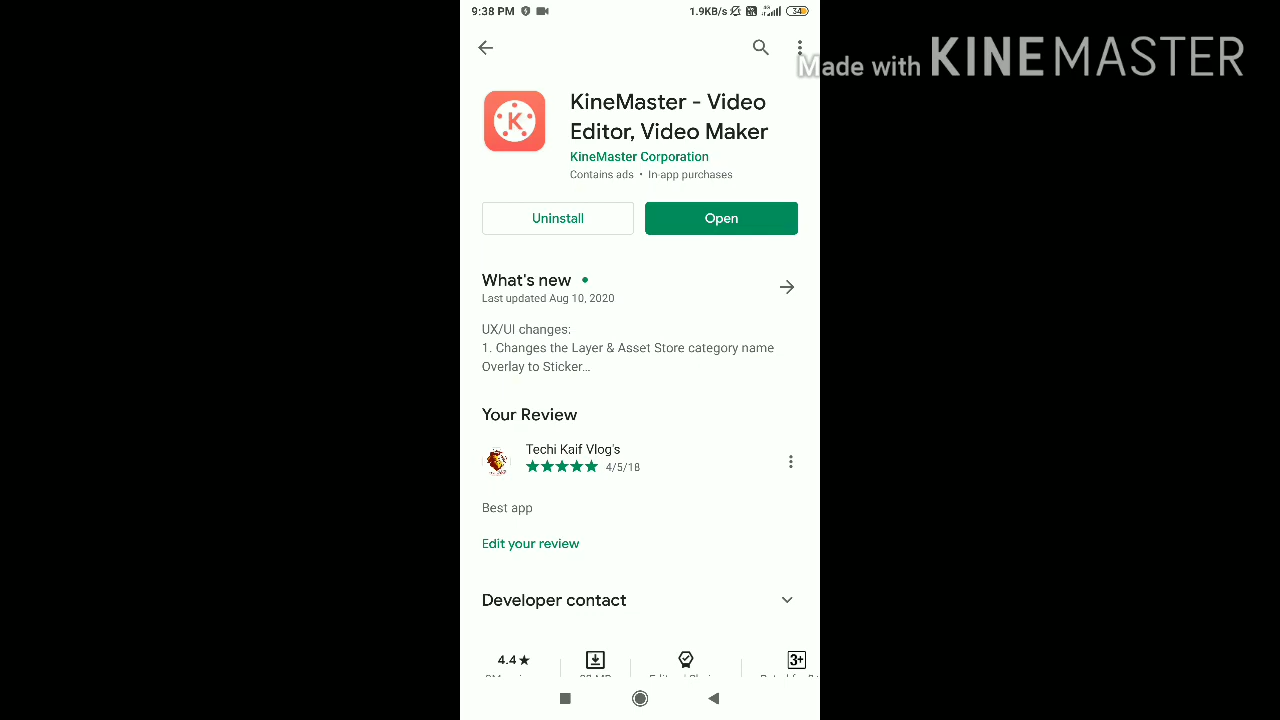 9:38 PM 1.9KB/s 34
Made with KINEMASTER
KineMaster - Video
Editor, Video Maker
KineMaster Corporation
Contains ads • In-app purchases
Uninstall
Open
What's new •
Last updated Aug 10, 2020
UX/UI changes:
1. Changes the Layer & Asset Store category name
Overlay to Sticker...
Your Review
Techi Kaif Vlog's
★★★★★ 4/5/18
Best app
Edit your review
Developer contact
4.4★ 3+